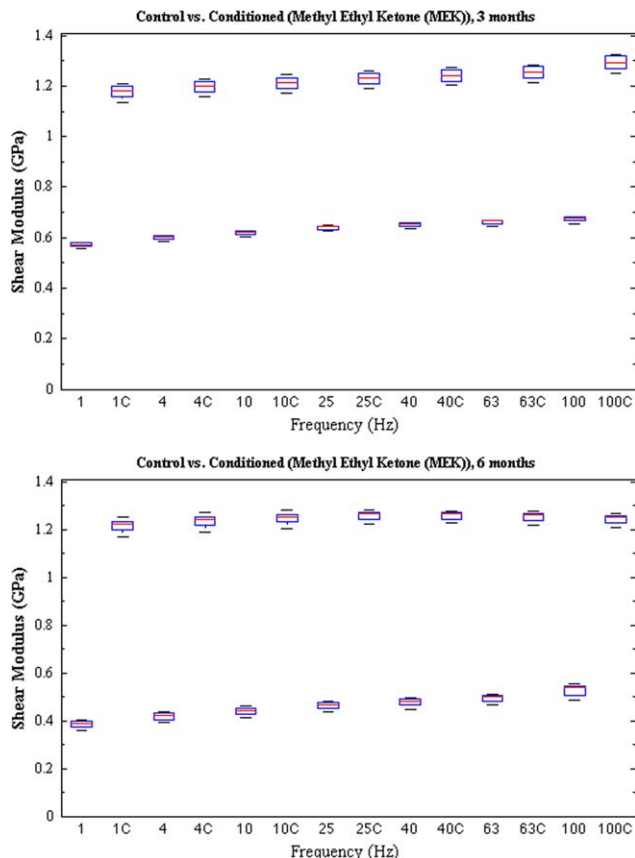 Control vs. Conditioned (Methyl Ethyl Ketone (MEK)), 3 months
1.4
1.2
1
0.8
0.6
0.4
0.2
0
Shear Modulus (GPa)
1 1C 4 4C 10 10C 25 25C 40 40C 63 63C 100 100C
Frequency (Hz)
Control vs. Conditioned (Methyl Ethyl Ketone (MEK)), 6 months
1.4
1.2
1
0.8
0.6
0.4
0.2
0
Shear Modulus (GPa)
1 1C 4 4C 10 10C 25 25C 40 40C 63 63C 100 100C
Frequency (Hz)